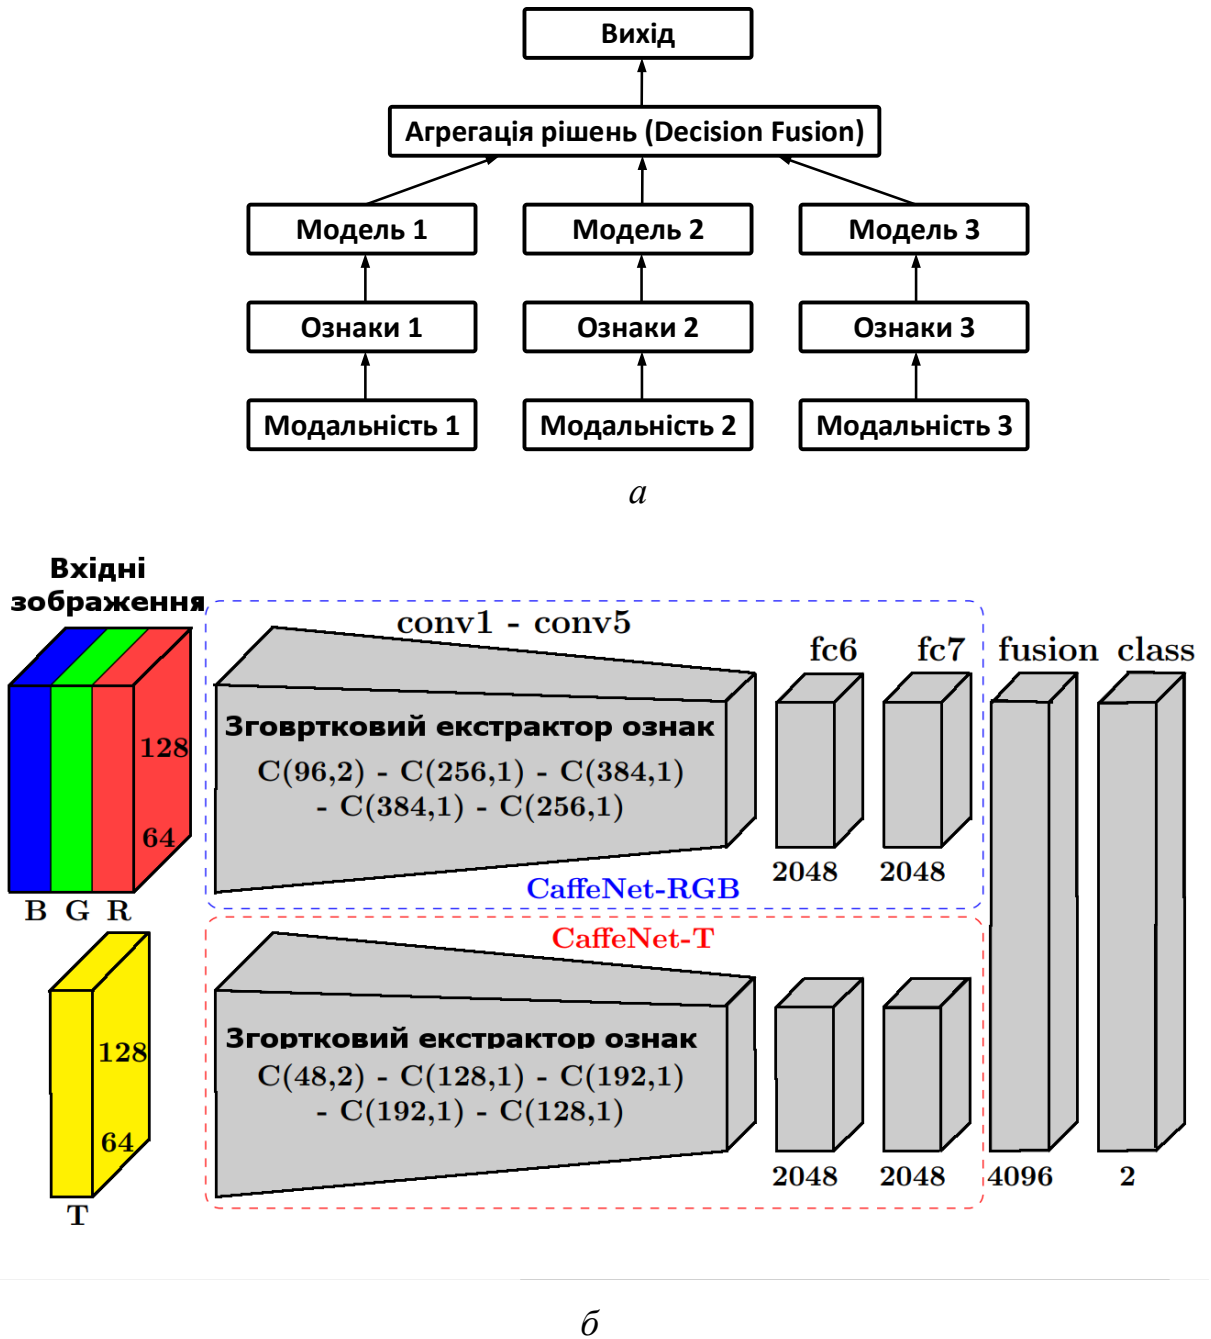 Вихід
Агрегація рішень (Decision Fusion)
Модель 1 Модель 2 Модель 3
Ознаки 1 Ознаки 2 Ознаки 3
Модальність 1 Модальність 2 Модальність 3
а
Вхідні
зображення
conv1 - conv5
fc6 fc7 fusion class
Зговртковий екстрактор ознак
128
C(96,2) - C(256,1) - C(384,1)
- C(384,1) - C(256,1)
64
2048 2048
CaffeNet-RGB
B G R
CaffeNet-T
Згортковий екстрактор ознак
128
C(48,2) - C(128,1) - C(192,1)
- C(192,1) - C(128,1)
64
2048 2048 4096 2
T
б